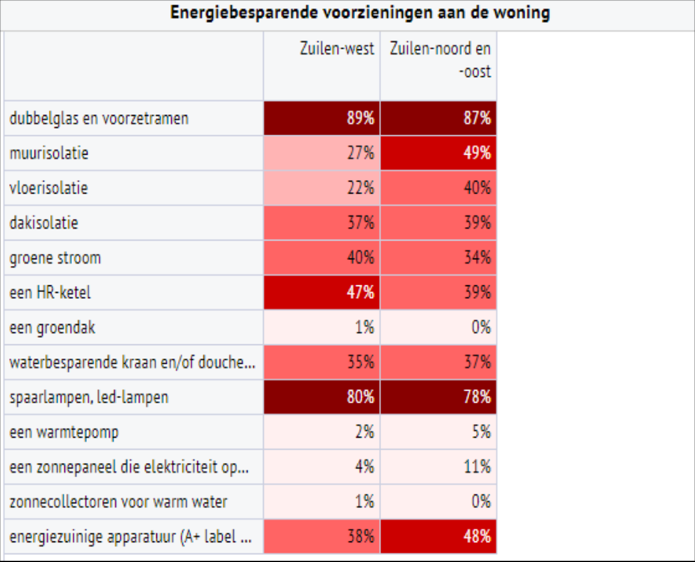 Energiebesparende voorzieningen aan de woning
Zuilen-west Zuilen-noord en
-oost
dubbelglas en voorzetramen 89% 87%
muurisolatie 27% 49%
vloerisolatie 22% 40%
dakisolatie 37% 39%
groene stroom 40% 34%
een HR-ketel 47% 39%
een groendak 1% 0%
waterbesparende kraan en/of douche... 35% 37%
spaarlampen, led-lampen 80% 78%
een warmtepomp 2% 5%
een zonnepaneel die elektriciteit op... 4% 11%
zonnecollectoren voor warm water 1% 0%
energiezuinige apparatuur (A+ label ... 38% 48%